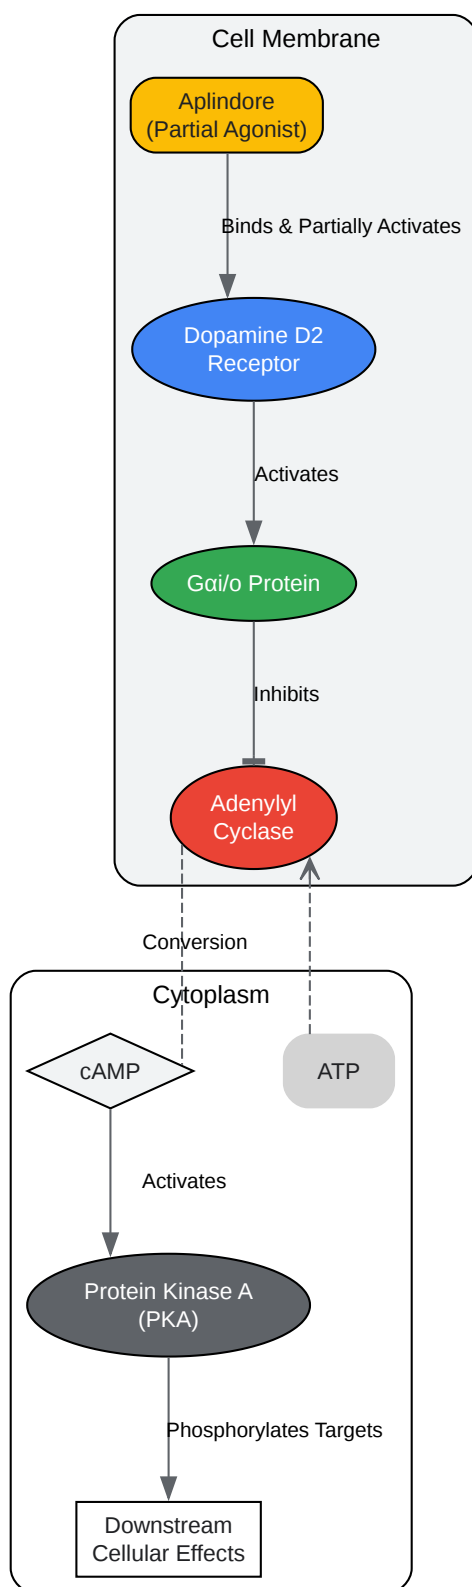 Cell Membrane
Aplindore
(Partial Agonist)
Binds & Partially Activates
Dopamine D2
Receptor
Activates
Gαi/o Protein
Inhibits
Adenylyl
Cyclase
Conversion
Cytoplasm
cAMP
ATP
Activates
Protein Kinase A
(PKA)
Phosphorylates Targets
Downstream
Cellular Effects